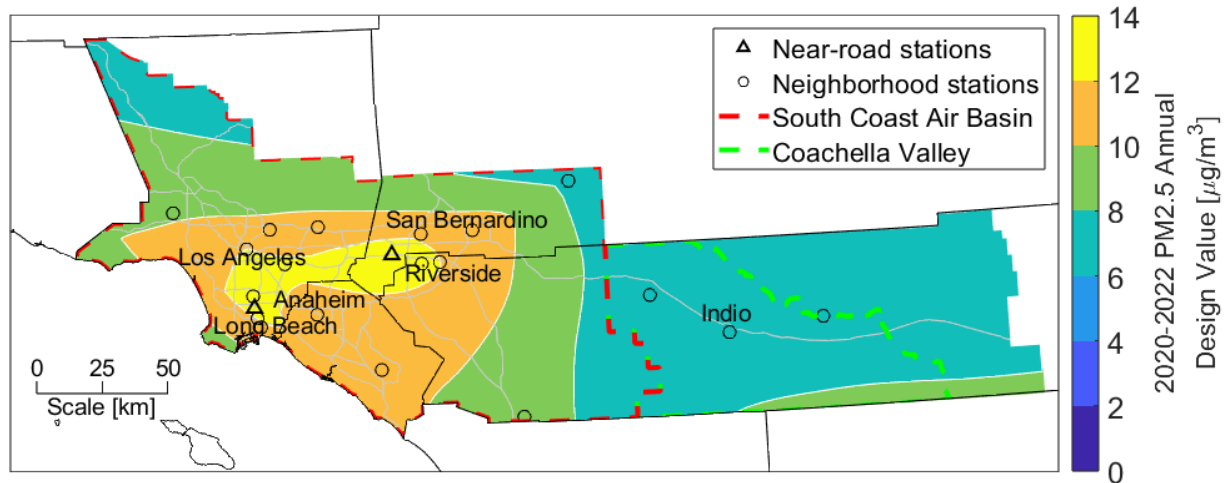 Near-road stations
Neighborhood stations
South Coast Air Basin
Coachella Valley
San Bernardino
Los Angeles
Riverside
Anaheim
Long Beach
Indio
0 25 50
Scale [km]
14
12
10
8
6
4
2
0
2020-2022 PM2.5 Annual
Design Value [μg/m³]